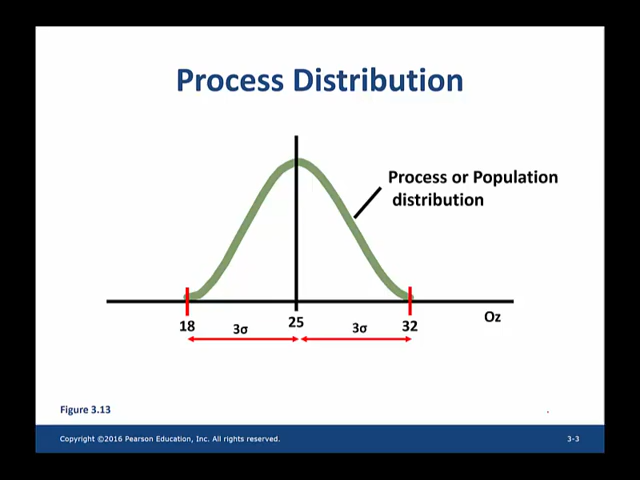 Process Distribution
Process or Population
distribution
18
25
32
Oz
3σ
3σ
Figure 3.13
Copyright ©2016 Pearson Education, Inc. All rights reserved.
3-3